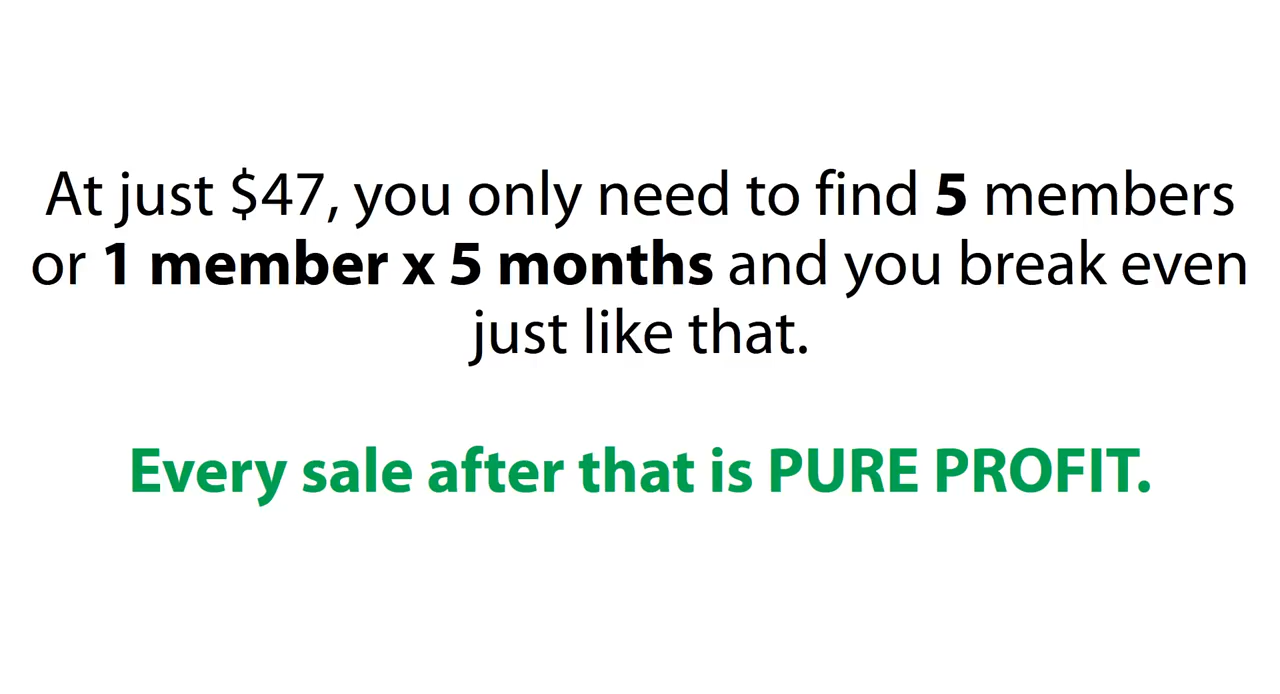 At just $47, you only need to find 5 members
or 1 member x 5 months and you break even
just like that.
Every sale after that is PURE PROFIT.